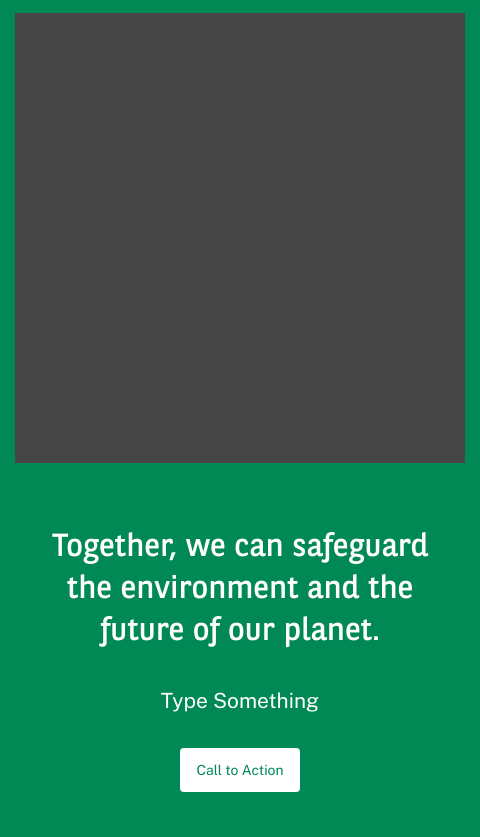 Together, we can safeguard
the environment and the
future of our planet.
Type Something
Call to Action